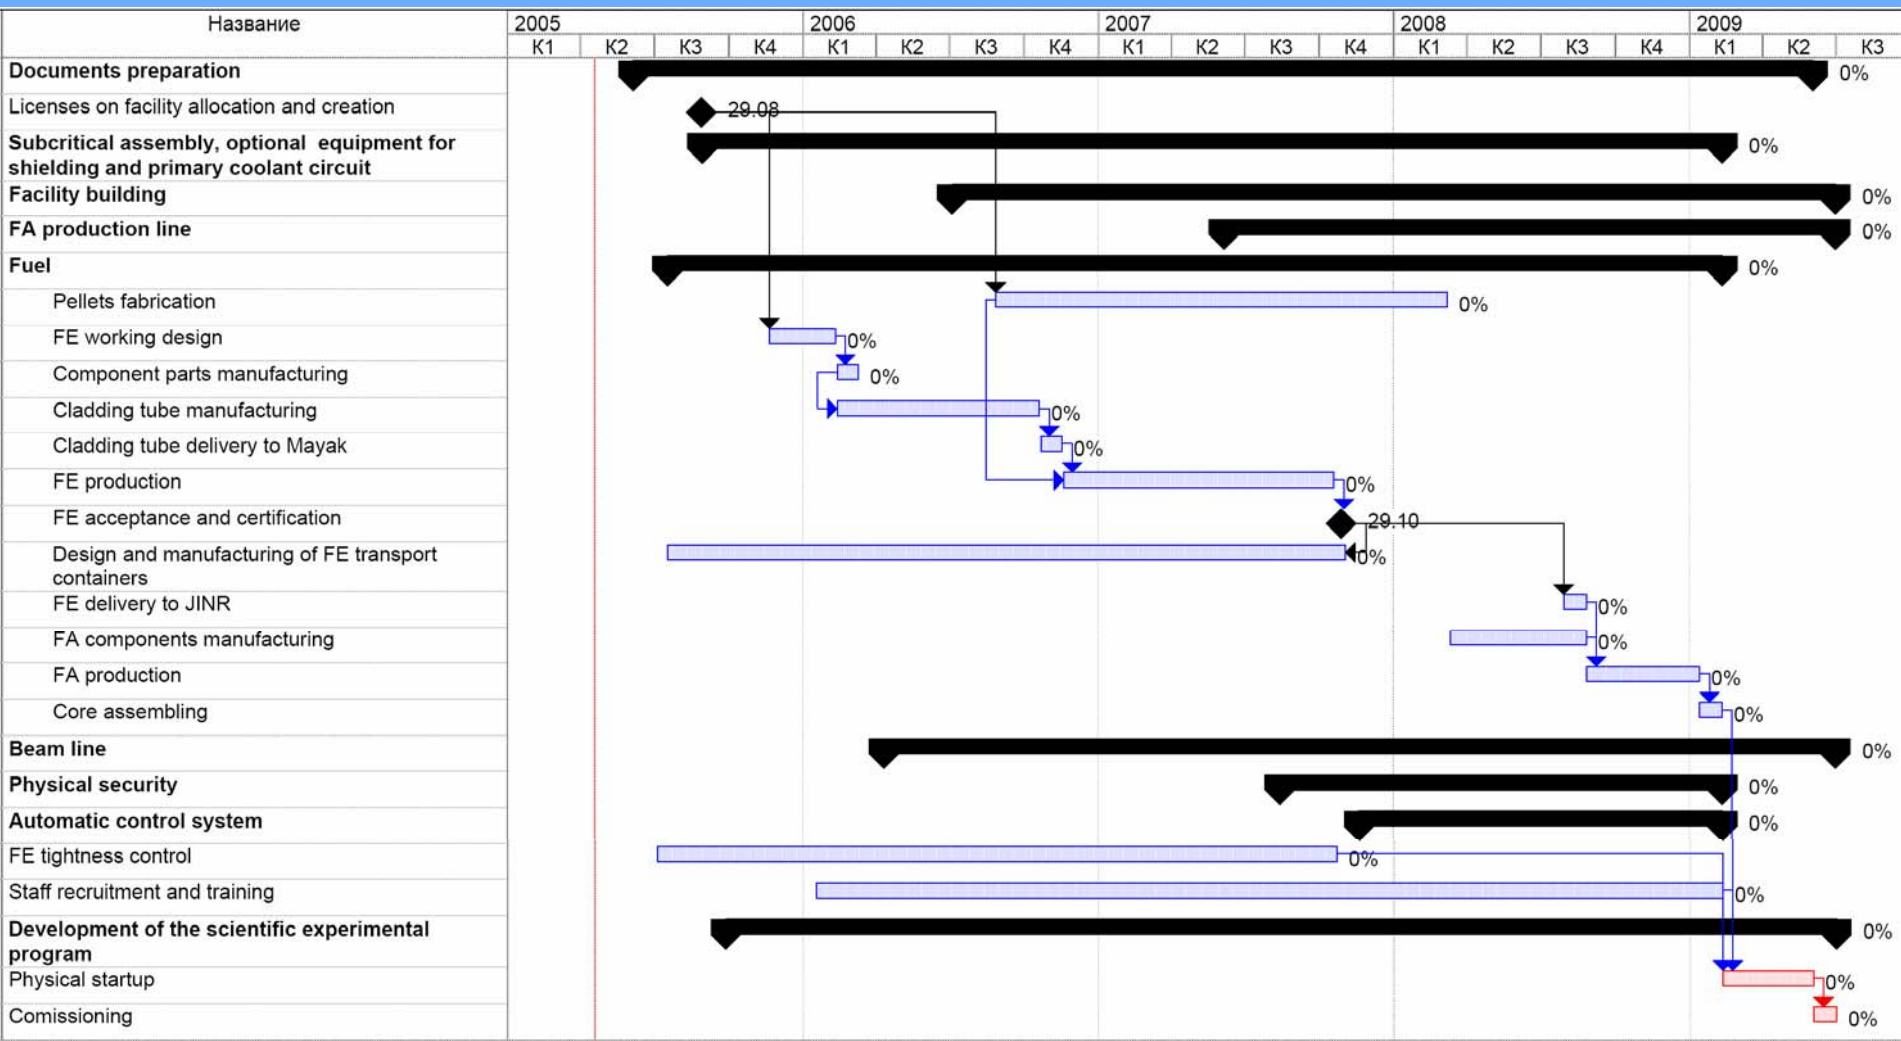 Название 2005 2006 2007 2008 2009
К1 К2 К3 К4 К1 К2 К3 К4 К1 К2 К3 К4 К1 К2 К3 К4 К1 К2 К3
Documents preparation 0%
Licenses on facility allocation and creation 29.08
Subcritical assembly, optional equipment for
shielding and primary coolant circuit 0%
Facility building 0%
FA production line 0%
Fuel 0%
Pellets fabrication 0%
FE working design 0%
Component parts manufacturing 0%
Cladding tube manufacturing 0%
Cladding tube delivery to Mayak 0%
FE production 0%
FE acceptance and certification 29.10
Design and manufacturing of FE transport 0%
containers
FE delivery to JINR 0%
FA components manufacturing 0%
FA production 0%
Core assembling 0%
Beam line 0%
Physical security 0%
Automatic control system 0%
FE tightness control 0%
Staff recruitment and training 0%
Development of the scientific experimental 0%
program
Physical startup 0%
Comissioning 0%